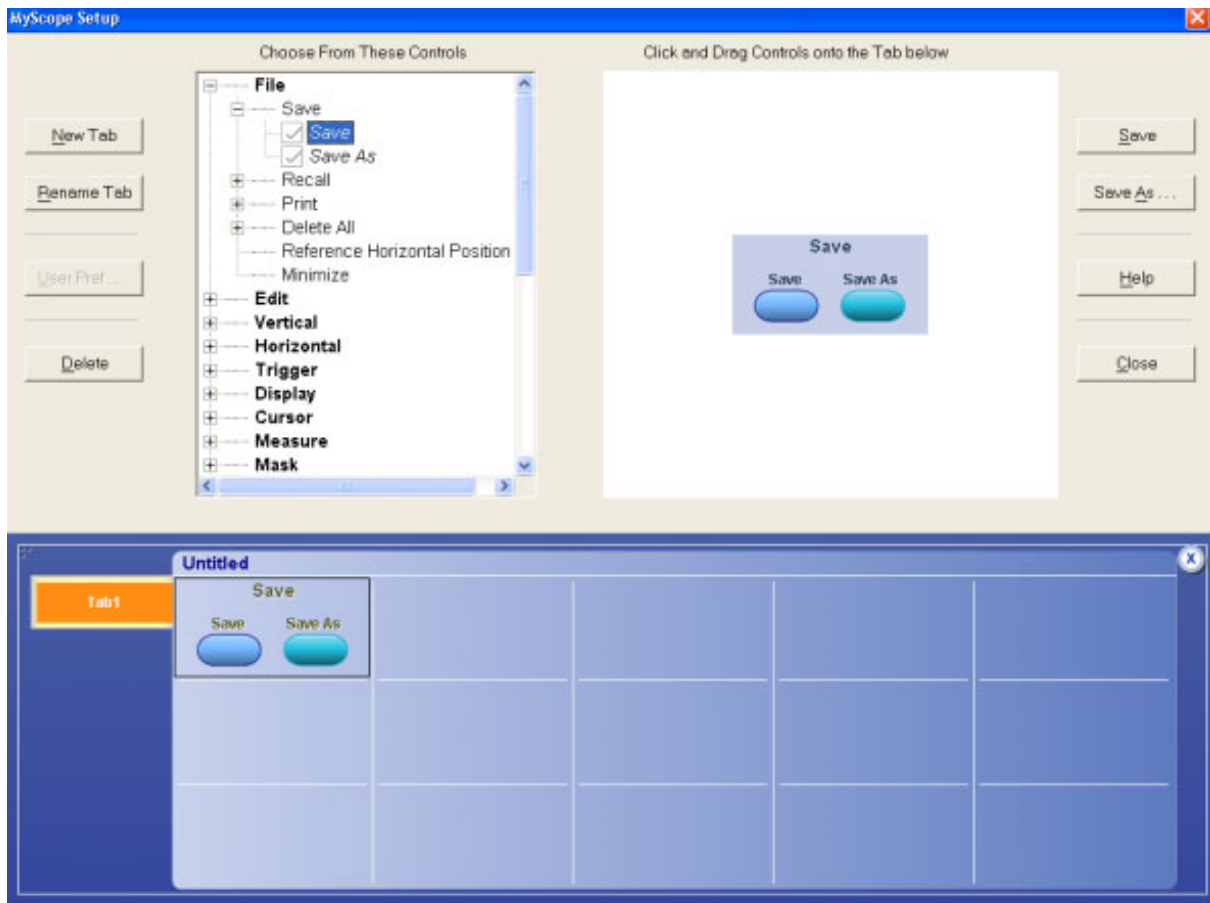 MyScope Setup
Choose From These Controls
Click and Drag Controls onto the Tab below
New Tab
Rename Tab
User Pref...
Delete
File
Save
Save
Save As
Recall
Print
Delete All
Reference Horizontal Position
Minimize
Edit
Vertical
Horizontal
Trigger
Display
Cursor
Measure
Mask
Save
Save
Save As
Save
Save As ...
Help
Close
Untitled
Tab1
Save
Save
Save As
X